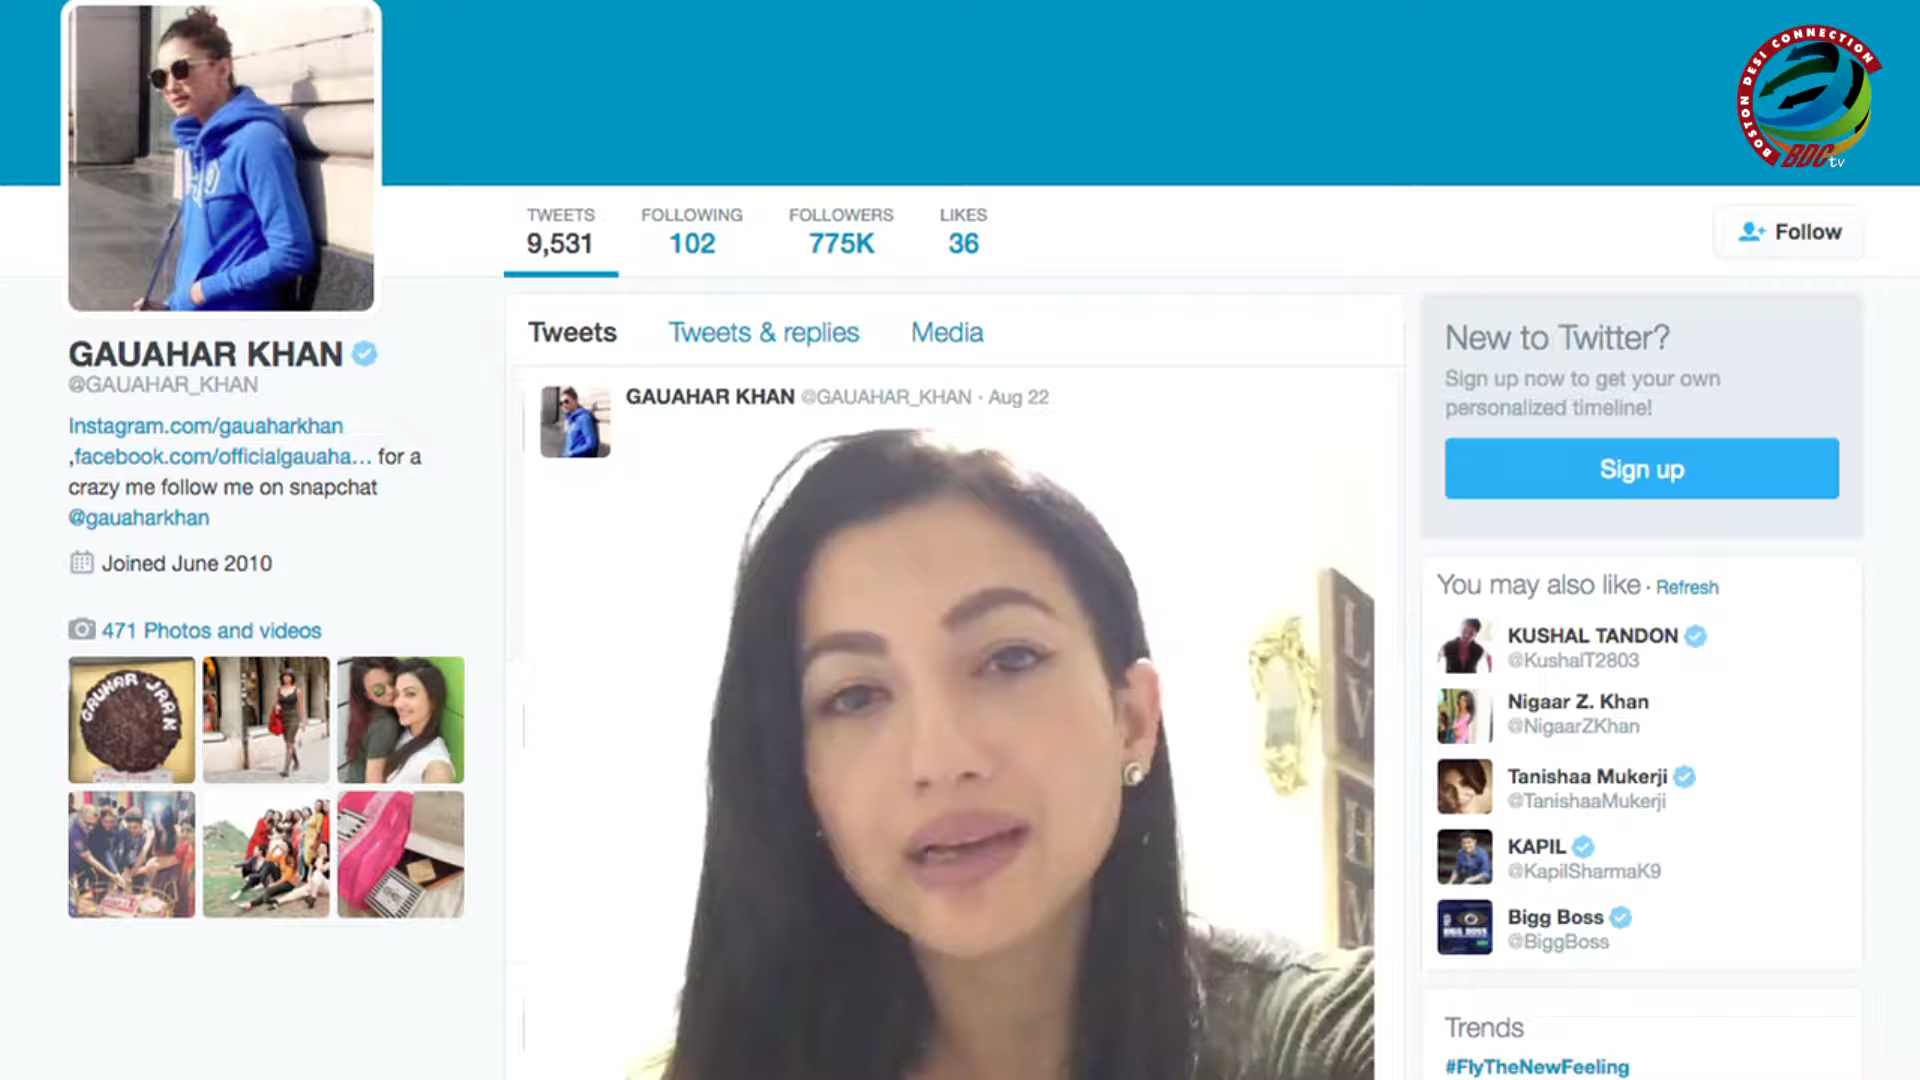 BOSTON DESI CONNECTION
BDC tv
TWEETS
9,531
FOLLOWING
102
FOLLOWERS
775K
LIKES
36
Follow
GAUAHAR KHAN
@GAUAHAR_KHAN
Instagram.com/gauaharkhan
,facebook.com/officialgauaha... for a
crazy me follow me on snapchat
@gauaharkhan
Joined June 2010
471 Photos and videos
GAUHAR JAAN
Tweets
Tweets & replies
Media
GAUAHAR KHAN @GAUAHAR_KHAN · Aug 22
New to Twitter?
Sign up now to get your own
personalized timeline!
Sign up
You may also like · Refresh
KUSHAL TANDON
@KushalT2803
Nigaar Z. Khan
@NigaarZKhan
Tanishaa Mukerji
@TanishaaMukerji
KAPIL
@KapilSharmaK9
Bigg Boss
@BiggBoss
Trends
#FlyTheNewFeeling